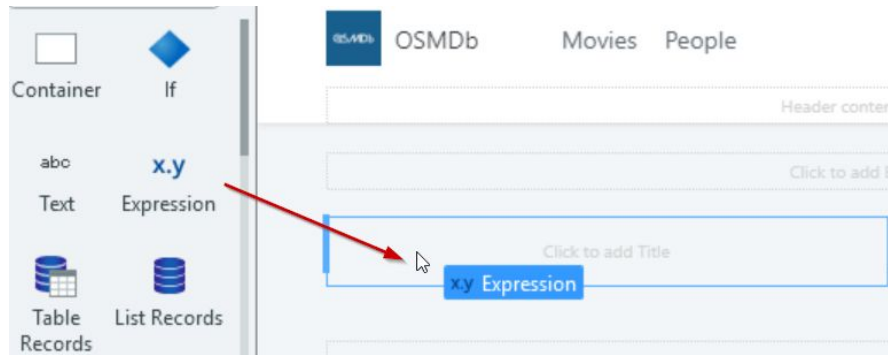 OSMDb
OSMDb Movies People
Container If
Header conten
abc x.y
Click to add
Text Expression
Click to add Title
x.y Expression
Table List Records
Records